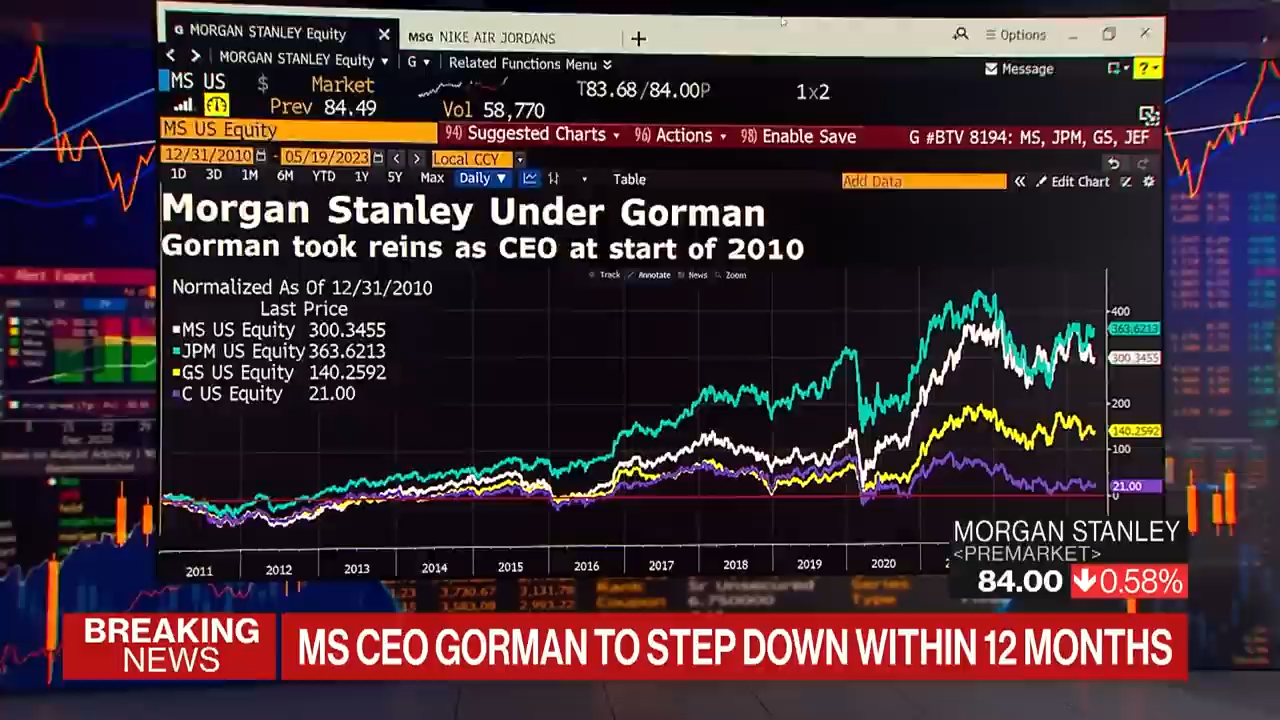 G MORGAN STANLEY Equity
MSG NIKE AIR JORDANS
Options
MORGAN STANLEY Equity
G
Related Functions Menu
Message
MS US
$
Market
T83.68/84.00P
1x2
Prev 84.49
Vol 58,770
MS US Equity
94) Suggested Charts
96) Actions
98) Enable Save
G #BTV 8194: MS, JPM, GS, JEF
12/31/2010 - 05/19/2023
Local CCY
1D 3D 1M 6M YTD 1Y 5Y Max Daily
Table
Add Data
Edit Chart
Morgan Stanley Under Gorman
Gorman took reins as CEO at start of 2010
Track Annotate News Zoom
Normalized As Of 12/31/2010
Last Price
MS US Equity 300.3455
JPM US Equity 363.6213
GS US Equity 140.2592
C US Equity 21.00
400
363.6213
300.3455
200
140.2592
100
21.00
0
2011 2012 2013 2014 2015 2016 2017 2018 2019 2020
MORGAN STANLEY
<PREMARKET>
84.00 0.58%
BREAKING
NEWS
MS CEO GORMAN TO STEP DOWN WITHIN 12 MONTHS